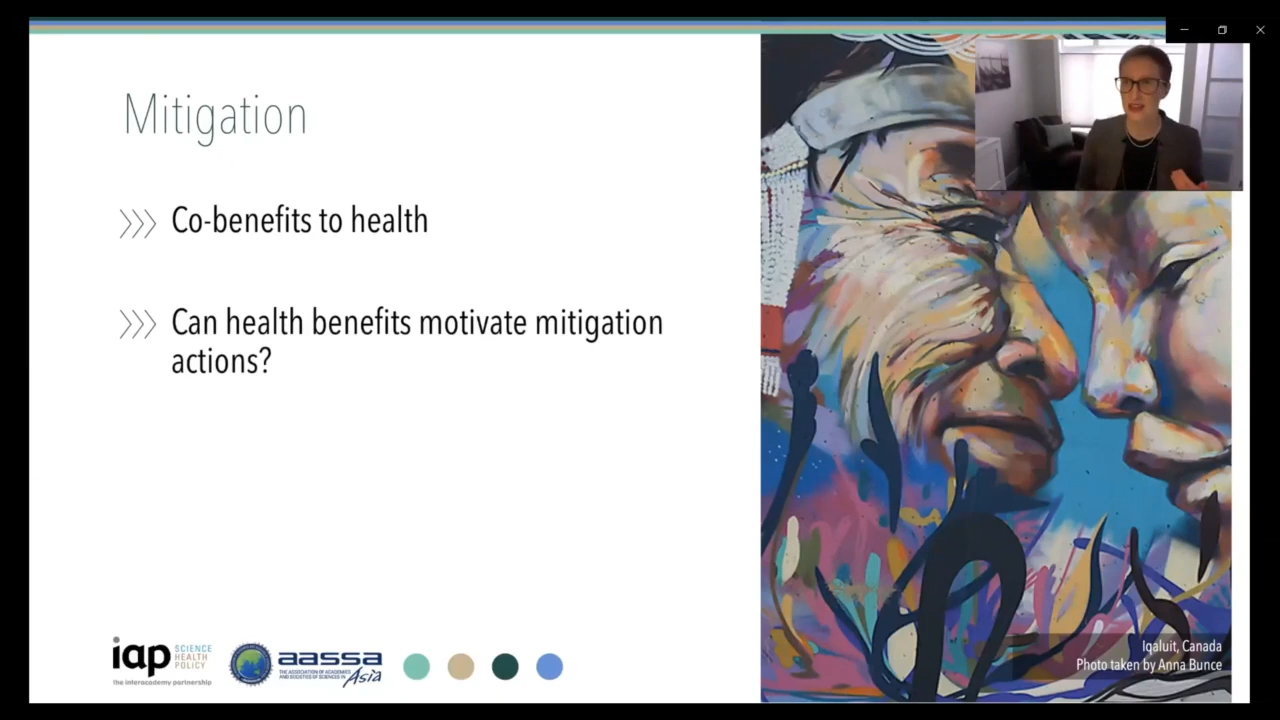 Mitigation
Co-benefits to health
Can health benefits motivate mitigation
actions?
iap SCIENCE
HEALTH
POLICY
the interacademy partnership
aassa
THE ASSOCIATION OF ACADEMIES
AND SOCIETIES OF SCIENCES IN
Asia
Iqaluit, Canada
Photo taken by Anna Bunce